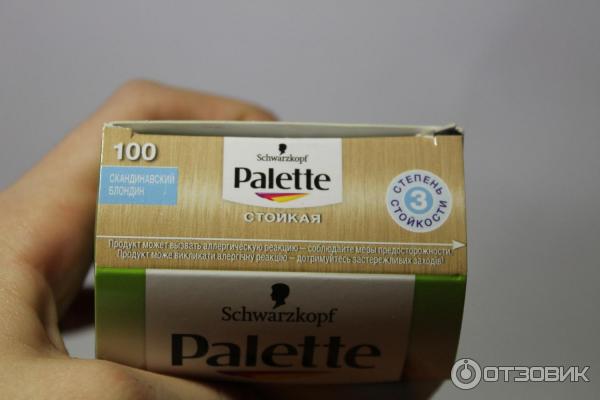 100
СКАНДИНАВСКИЙ
БЛОНДИН
Schwarzkopf
Palette
СТОЙКАЯ
СТЕПЕНЬ
3
СТОЙКОСТИ
Продукт может вызвать аллергическую реакцию – соблюдайте меры предосторожности.
Продукт може викликати алергічну реакцію – дотримуйтесь застережливих заходів!
Schwarzkopf
Palette
ОТЗОВИК